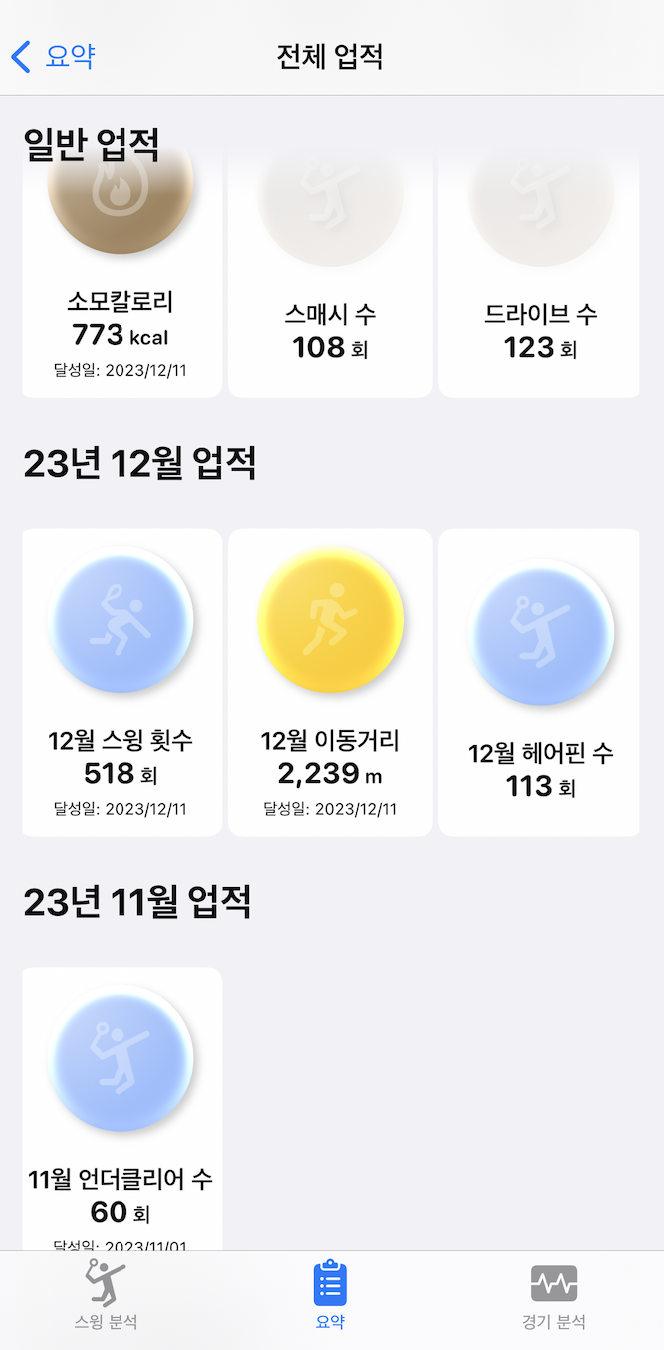 요약
전체 업적
일반 업적
소모칼로리
773 kcal
달성일: 2023/12/11
스매시 수
108 회
드라이브 수
123 회
23년 12월 업적
12월 스윙 횟수
518 회
달성일: 2023/12/11
12월 이동거리
2,239 m
달성일: 2023/12/11
12월 헤어핀 수
113 회
23년 11월 업적
11월 언더클리어 수
60 회
달성일: 2023/11/01
스윙 분석
요약
경기 분석